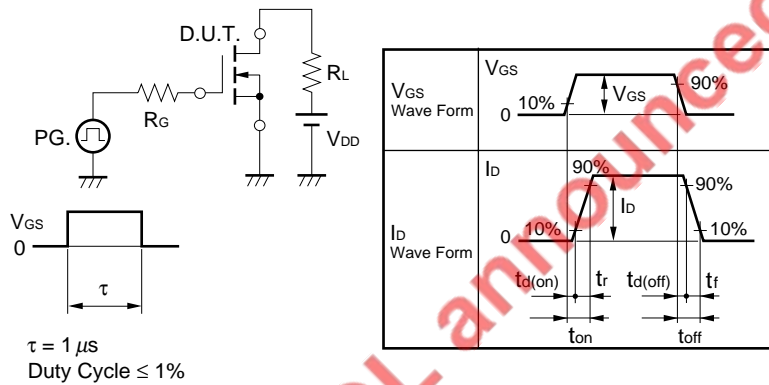 D.U.T.
RL
RG
PG.
VDD
VGS
0
τ
τ = 1 μs
Duty Cycle ≤ 1%
VGS
Wave Form
VGS
10%
0
VGS
90%
ID
Wave Form
ID
90%
90%
ID
10%
0
10%
td(on)
tr
td(off)
tf
ton
toff
announced